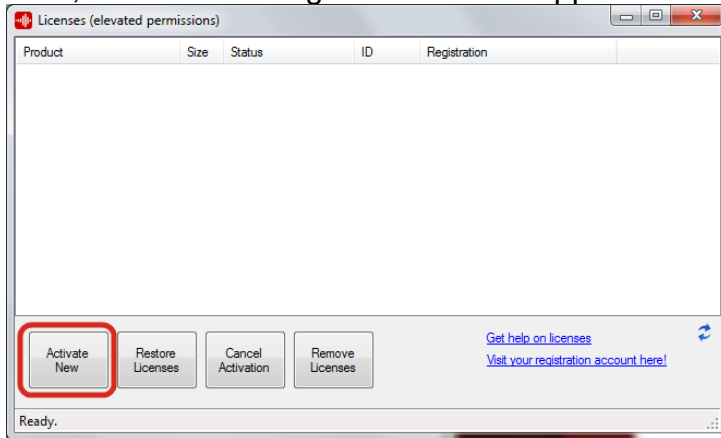 Licenses (elevated permissions)
Product Size Status ID Registration
Activate New
Restore Licenses
Cancel Activation
Remove Licenses
Get help on licenses
Visit your registration account here!
Ready.